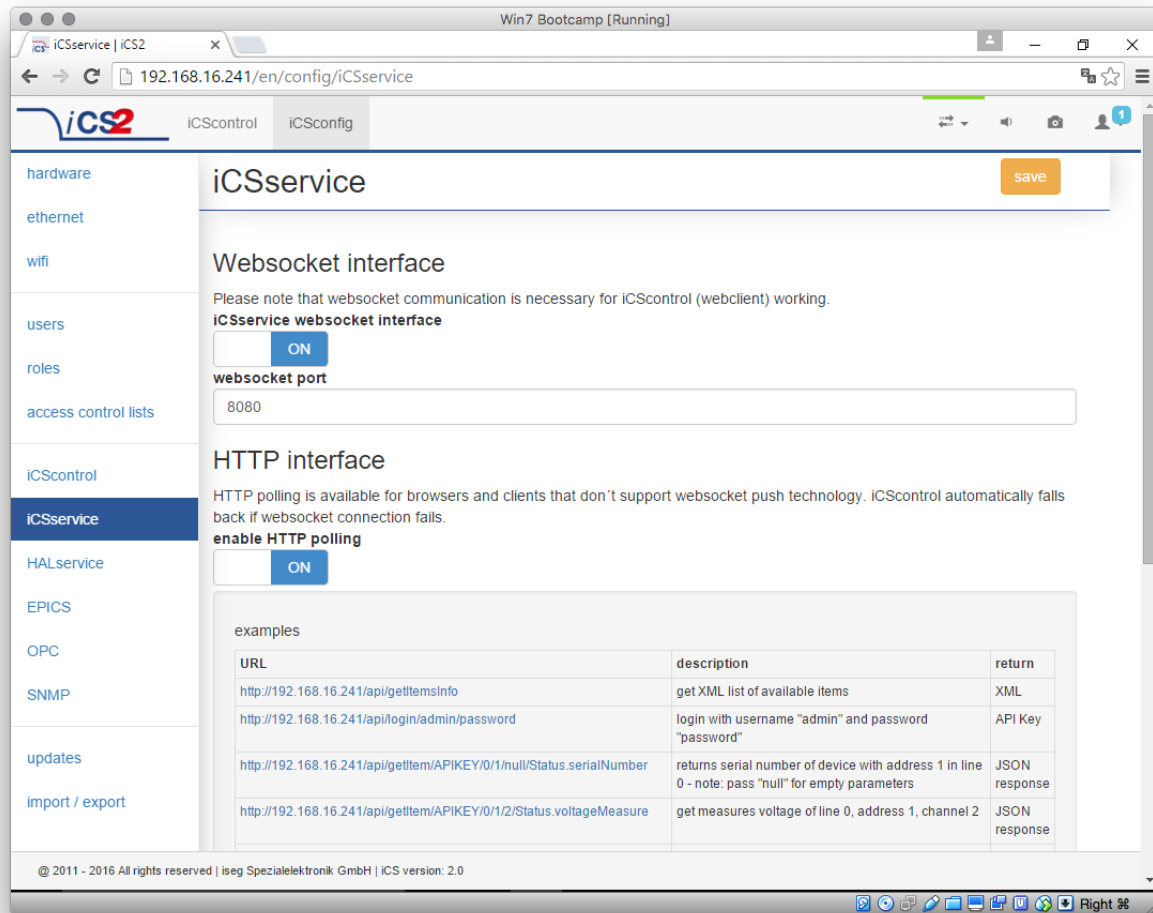 Win7 Bootcamp [Running]
iCSservice | iCS2
192.168.16.241/en/config/iCSservice
iCS2
iCScontrol
iCSconfig
1
hardware
ethernet
wifi
users
roles
access control lists
iCScontrol
iCSservice
HALservice
EPICS
OPC
SNMP
updates
import / export
iCSservice
save
Websocket interface
Please note that websocket communication is necessary for iCScontrol (webclient) working.
iCSservice websocket interface
ON
websocket port
8080
HTTP interface
HTTP polling is available for browsers and clients that don´t support websocket push technology. iCScontrol automatically falls
back if websocket connection fails.
enable HTTP polling
ON
examples
URL description return
http://192.168.16.241/api/getItemsInfo get XML list of available items XML
http://192.168.16.241/api/login/admin/password login with username "admin" and password API Key
"password"
http://192.168.16.241/api/getItem/APIKEY/0/1/null/Status.serialNumber returns serial number of device with address 1 in line JSON
0 - note: pass "null" for empty parameters response
http://192.168.16.241/api/getItem/APIKEY/0/1/2/Status.voltageMeasure get measures voltage of line 0, address 1, channel 2 JSON
response
@ 2011 - 2016 All rights reserved | iseg Spezialelektronik GmbH | iCS version: 2.0
Right ⌘